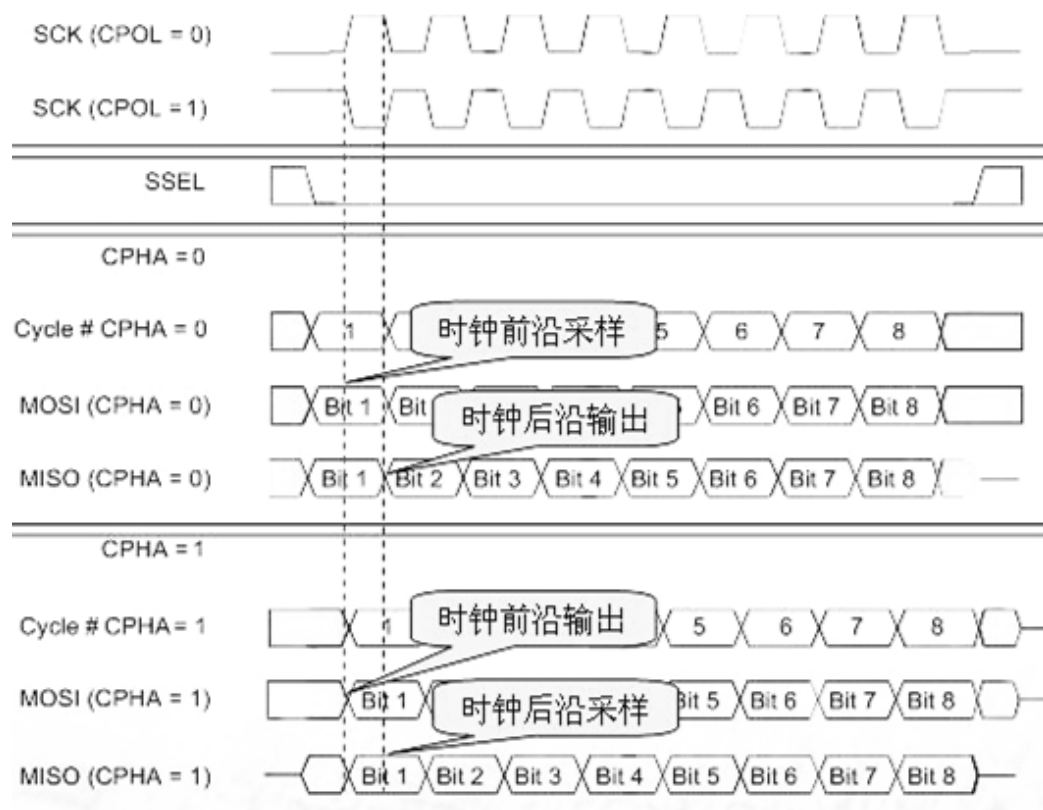 SCK (CPOL = 0)
SCK (CPOL = 1)
SSEL
CPHA = 0
Cycle # CPHA = 0 1 时钟前沿采样 5 6 7 8
MOSI (CPHA = 0) Bit 1 Bit Bit 6 Bit 7 Bit 8
时钟后沿输出
MISO (CPHA = 0) Bit 1 Bit 2 Bit 3 Bit 4 Bit 5 Bit 6 Bit 7 Bit 8
CPHA = 1
Cycle # CPHA = 1 1 时钟前沿输出 5 6 7 8
MOSI (CPHA = 1) Bit 1 时钟后沿采样 Bit 5 Bit 6 Bit 7 Bit 8
MISO (CPHA = 1) Bit 1 Bit 2 Bit 3 Bit 4 Bit 5 Bit 6 Bit 7 Bit 8